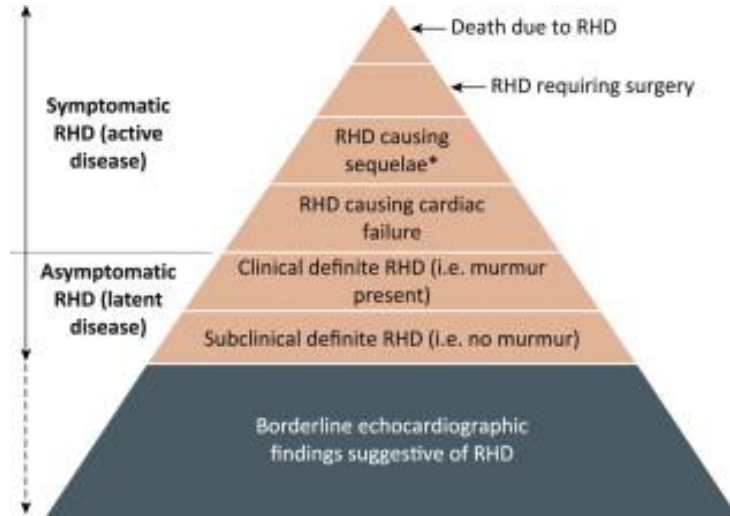 Death due to RHD
RHD requiring surgery
Symptomatic
RHD (active
disease)
RHD causing
sequelae*
RHD causing cardiac
failure
Asymptomatic
RHD (latent
disease)
Clinical definite RHD (i.e. murmur
present)
Subclinical definite RHD (i.e. no murmur)
Borderline echocardiographic
findings suggestive of RHD